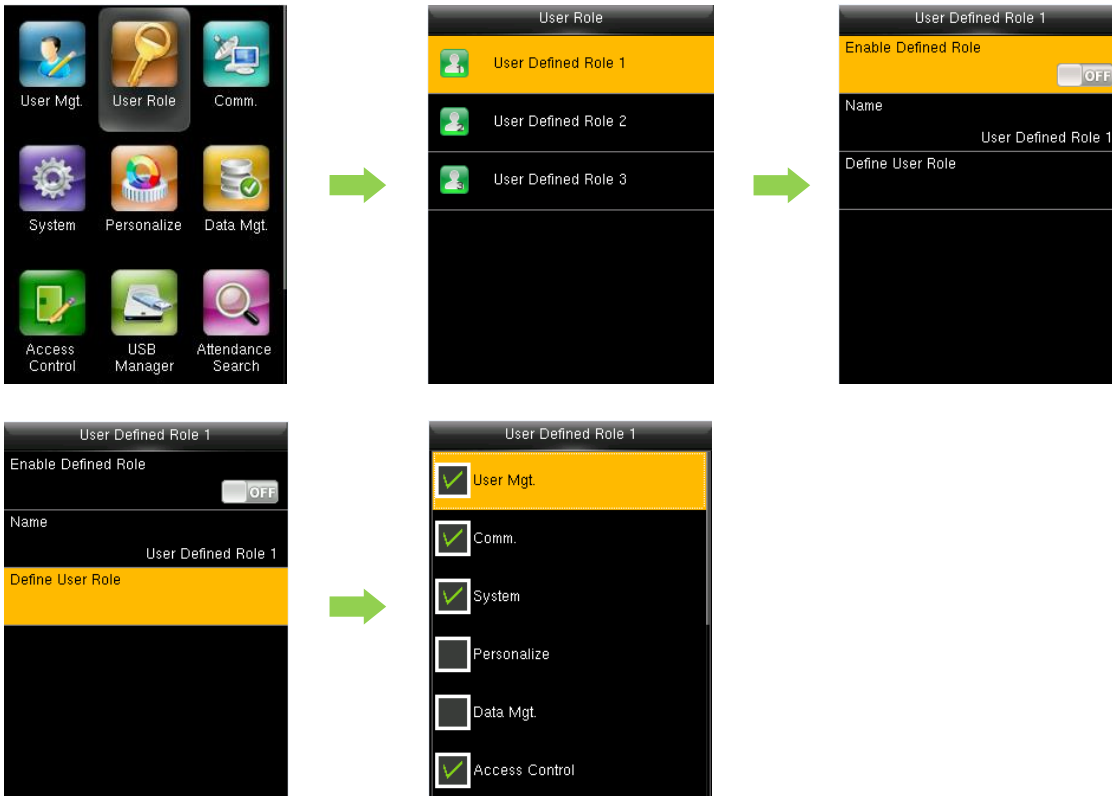 User Mgt.
User Role
Comm.
System
Personalize
Data Mgt.
Access
Control
USB
Manager
Attendance
Search
User Role
User Defined Role 1
User Defined Role 2
User Defined Role 3
User Defined Role 1
Enable Defined Role
OFF
Name
User Defined Role 1
Define User Role
User Defined Role 1
Enable Defined Role
OFF
Name
User Defined Role 1
Define User Role
User Defined Role 1
User Mgt.
Comm.
System
Personalize
Data Mgt.
Access Control